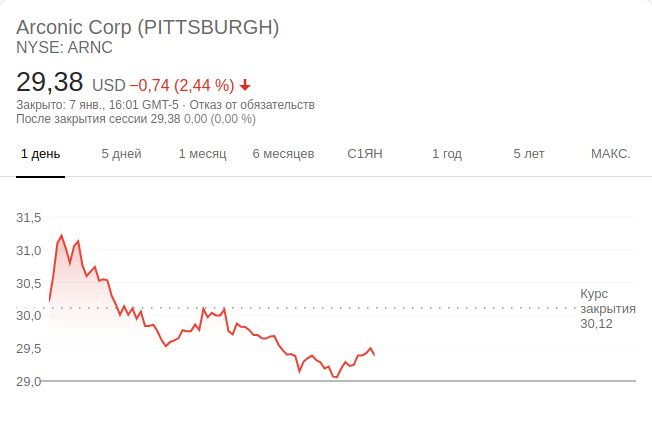 Arconic Corp (PITTSBURGH)
NYSE: ARNC
29,38 USD −0,74 (2,44 %)
Закрыто: 7 янв., 16:01 GMT-5 · Отказ от обязательств
После закрытия сессии 29,38 0,00 (0,00 %)
1 день 5 дней 1 месяц 6 месяцев С1ЯН 1 год 5 лет МАКС.
31,5
31,0
30,5
30,0
29,5
29,0
Курс
закрытия
30,12